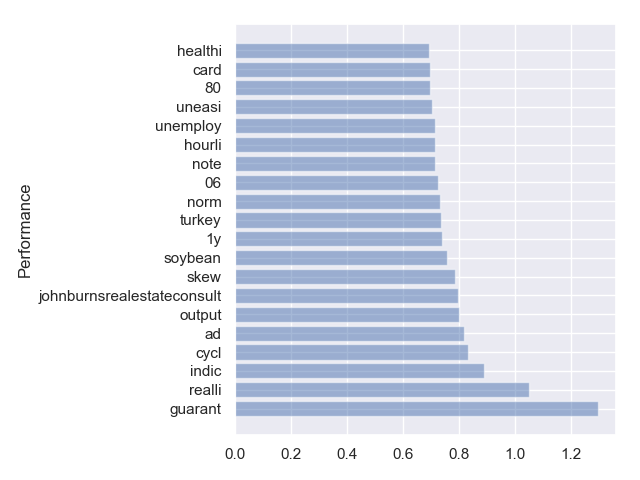 healthi
card
80
uneasi
unemploy
hourli
note
06
norm
turkey
1y
soybean
skew
johnburnsrealestateconsult
output
ad
cycl
indic
realli
guarant
Performance
0.0 0.2 0.4 0.6 0.8 1.0 1.2